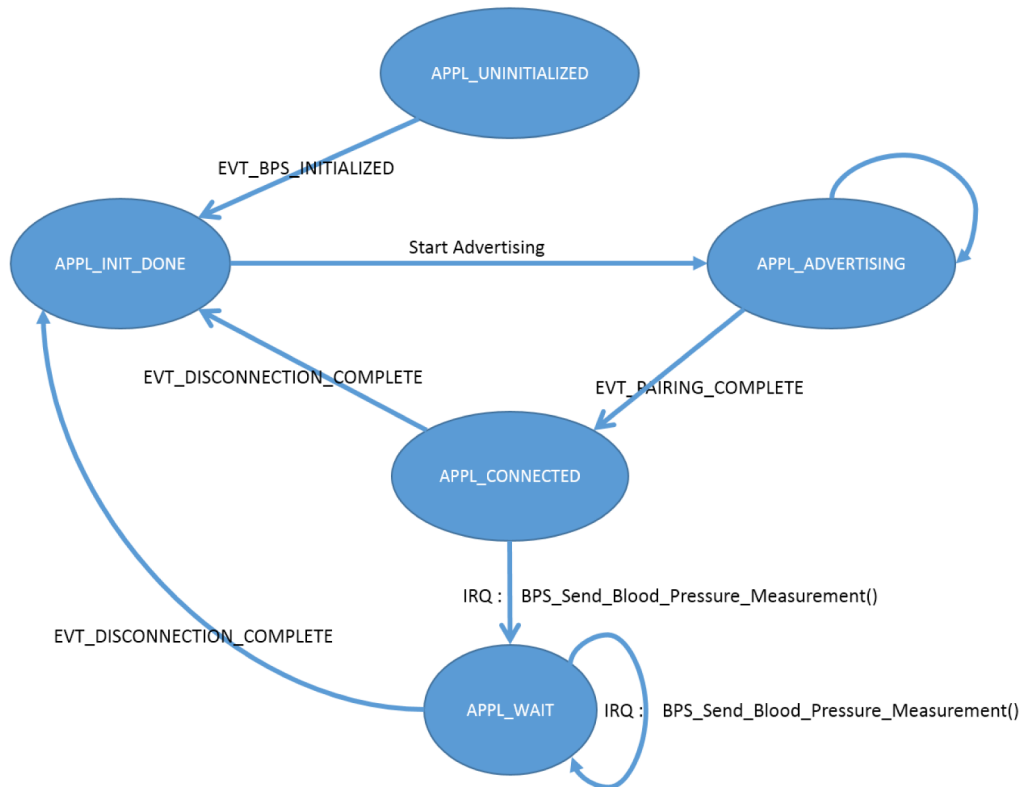 APPL_UNINITIALIZED
EVT_BPS_INITIALIZED
APPL_INIT_DONE
Start Advertising
APPL_ADVERTISING
EVT_DISCONNECTION_COMPLETE
EVT_PAIRING_COMPLETE
APPL_CONNECTED
IRQ : BPS_Send_Blood_Pressure_Measurement()
EVT_DISCONNECTION_COMPLETE
APPL_WAIT
IRQ : BPS_Send_Blood_Pressure_Measurement()